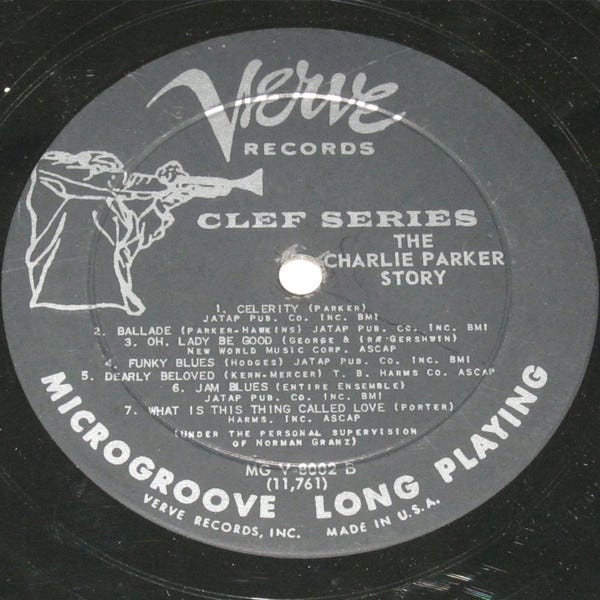 Verve
RECORDS
CLEF SERIES
THE
CHARLIE PARKER
STORY
1. CELERITY (PARKER)
JATAP PUB. CO. INC. BMI
2. BALLADE (PARKER-HAWKINS) JATAP PUB. CO. INC. BMI
3. OH, LADY BE GOOD (GEORGE & IRA GERSHWIN)
NEW WORLD MUSIC CORP. ASCAP
4. FUNKY BLUES (HODGES) JATAP PUB. CO. INC. BMI
5. DEARLY BELOVED (KERN-MERCER) T. B. HARMS CO. ASCAP
6. JAM BLUES (ENTIRE ENSEMBLE)
JATAP PUB. CO. INC. BMI
7. WHAT IS THIS THING CALLED LOVE (PORTER)
HARMS, INC. ASCAP
(UNDER THE PERSONAL SUPERVISION
OF NORMAN GRANZ)
MG V-8002 B
(11,761)
MICROGROOVE LONG PLAYING
VERVE RECORDS, INC. MADE IN U.S.A.